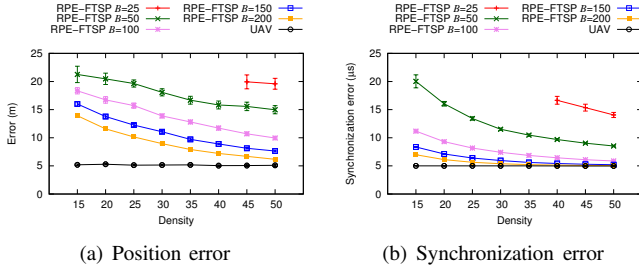 RPE−FTSP B=25
RPE−FTSP B=50
RPE−FTSP B=100
RPE−FTSP B=150
RPE−FTSP B=200
UAV
Error (m)
25
20
15
10
5
0
15 20 25 30 35 40 45 50
Density
(a) Position error
RPE−FTSP B=25
RPE−FTSP B=50
RPE−FTSP B=100
RPE−FTSP B=150
RPE−FTSP B=200
UAV
Synchronization error (µs)
25
20
15
10
5
0
15 20 25 30 35 40 45 50
Density
(b) Synchronization error